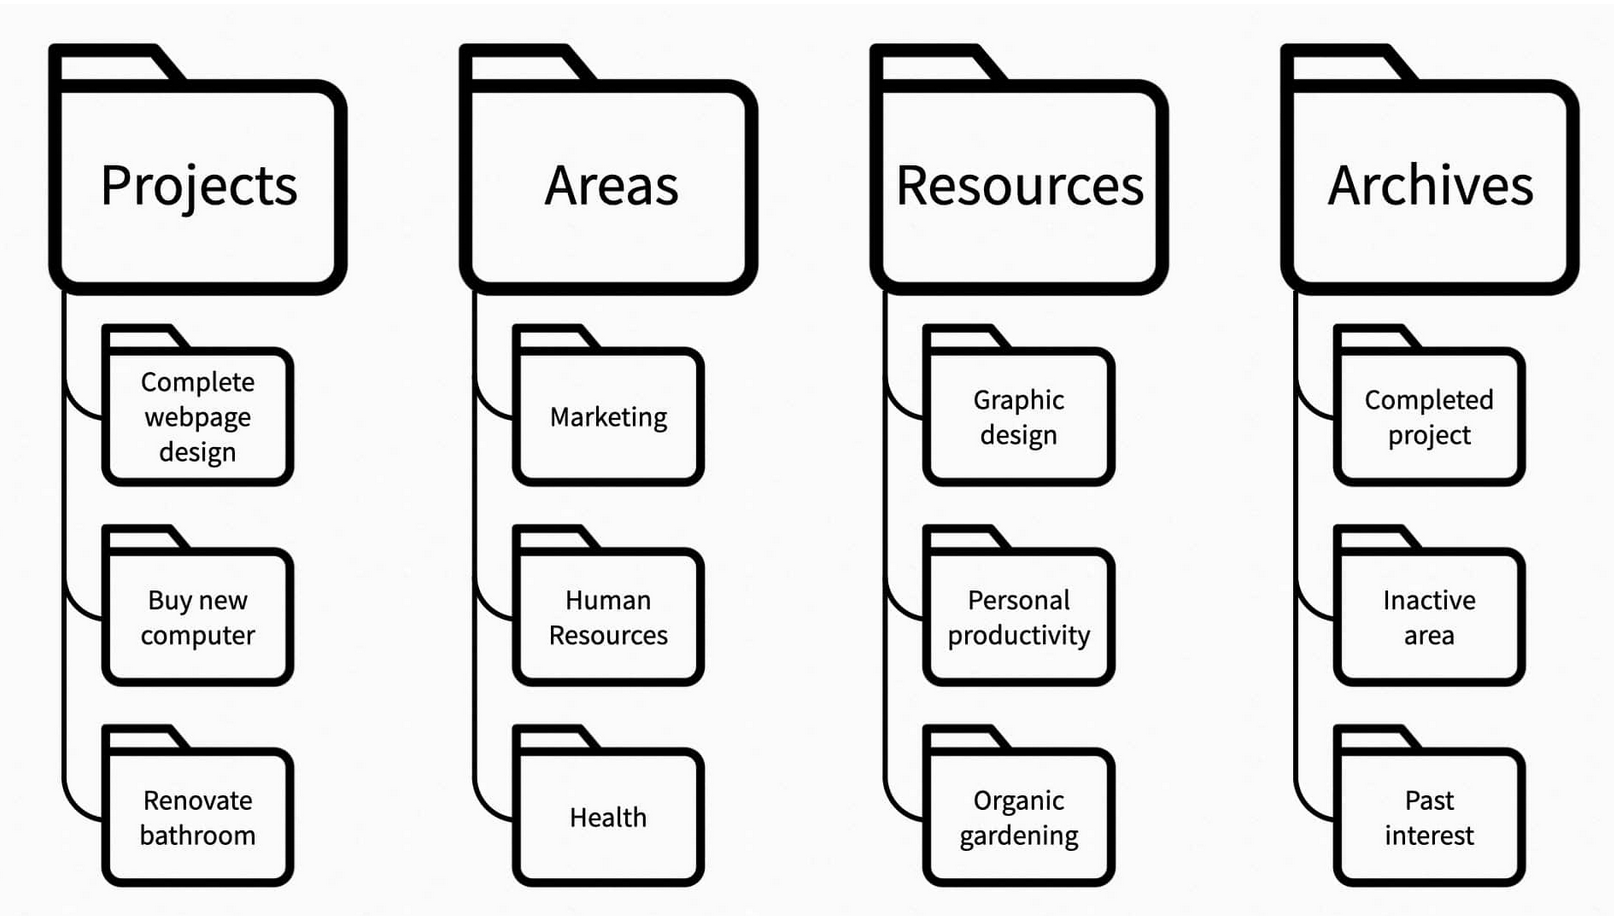 Projects
Complete
webpage
design
Buy new
computer
Renovate
bathroom
Areas
Marketing
Human
Resources
Health
Resources
Graphic
design
Personal
productivity
Organic
gardening
Archives
Completed
project
Inactive
area
Past
interest